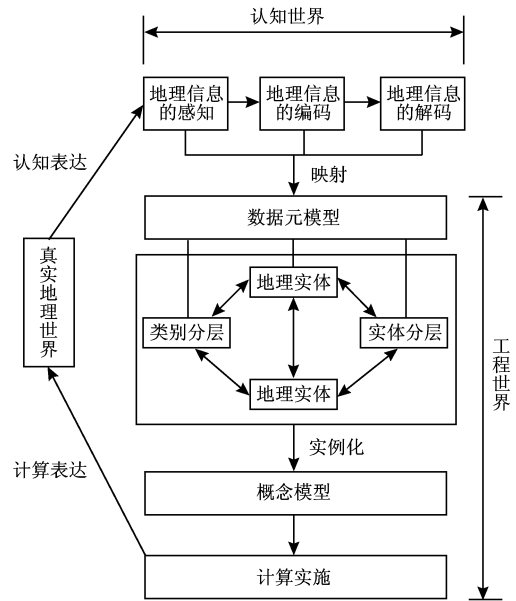 认知世界
地理信息
的感知
地理信息
的编码
地理信息
的解码
认知表达
映射
数据元模型
真实地理世界
地理实体
类别分层
实体分层
地理实体
工程世界
实例化
计算表达
概念模型
计算实施